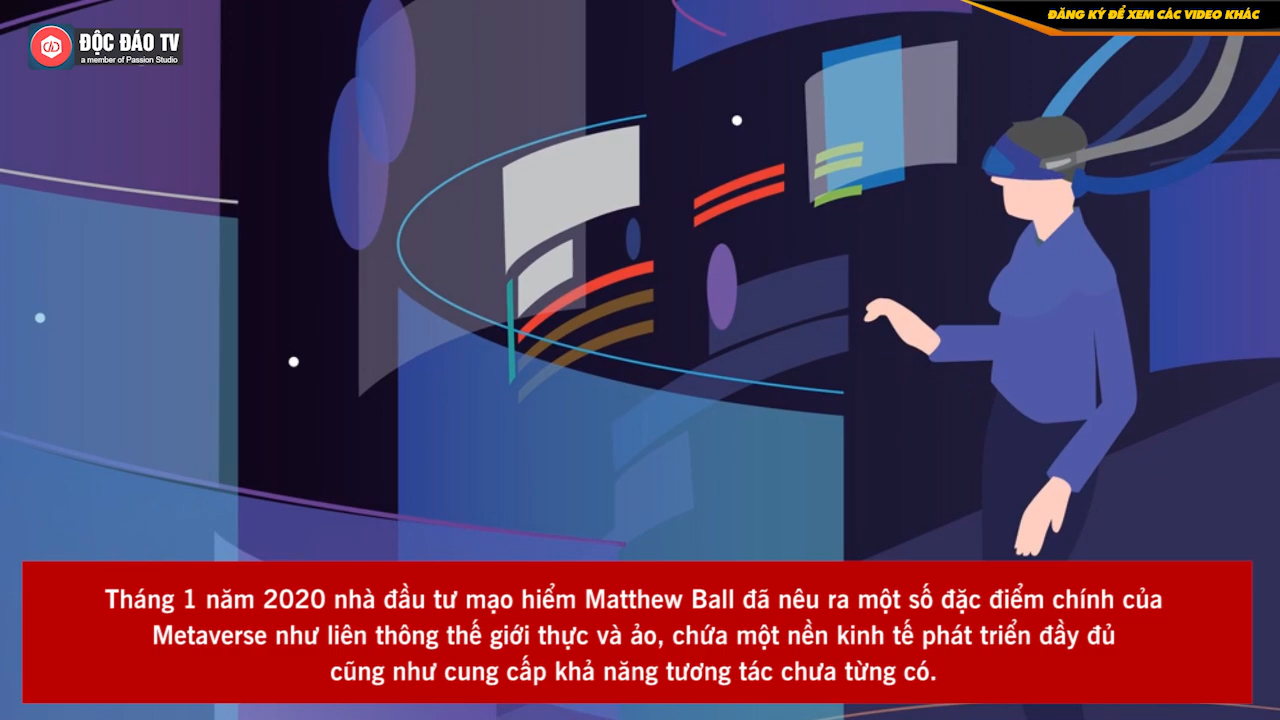 ĐỘC ĐÁO TV
a member of Passion Studio
ĐĂNG KÝ ĐỂ XEM CÁC VIDEO KHÁC
Tháng 1 năm 2020 nhà đầu tư mạo hiểm Matthew Ball đã nêu ra một số đặc điểm chính của
Metaverse như liên thông thế giới thực và ảo, chứa một nền kinh tế phát triển đầy đủ
cũng như cung cấp khả năng tương tác chưa từng có.